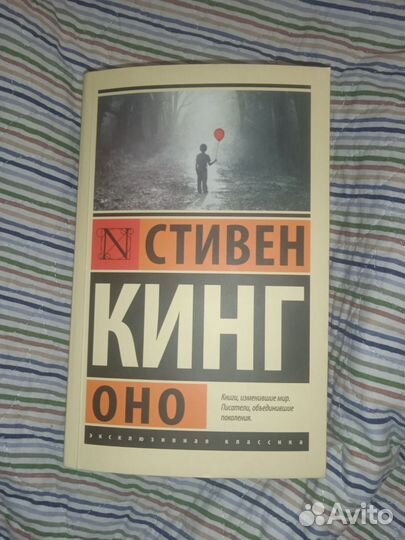 N СТИВЕН
КИНГ
ОНО
Книги, изменившие мир.
Писатели, объединившие
поколения.
эксклюзивная классика
Avito